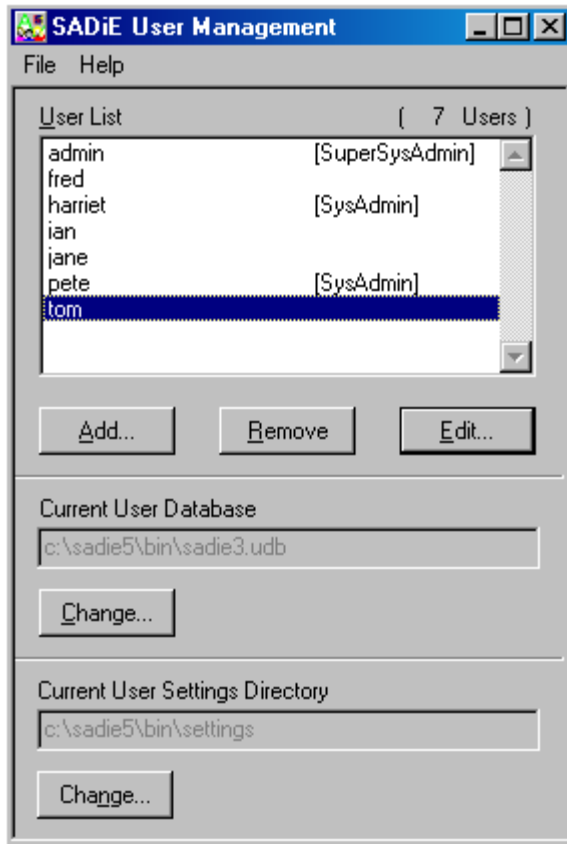 SADiE User Management
File Help
User List ( 7 Users )
admin [SuperSysAdmin]
fred
harriet [SysAdmin]
ian
jane
pete [SysAdmin]
tom
Add... Remove Edit...
Current User Database
c:\sadie5\bin\sadie3.udb
Change...
Current User Settings Directory
c:\sadie5\bin\settings
Change...